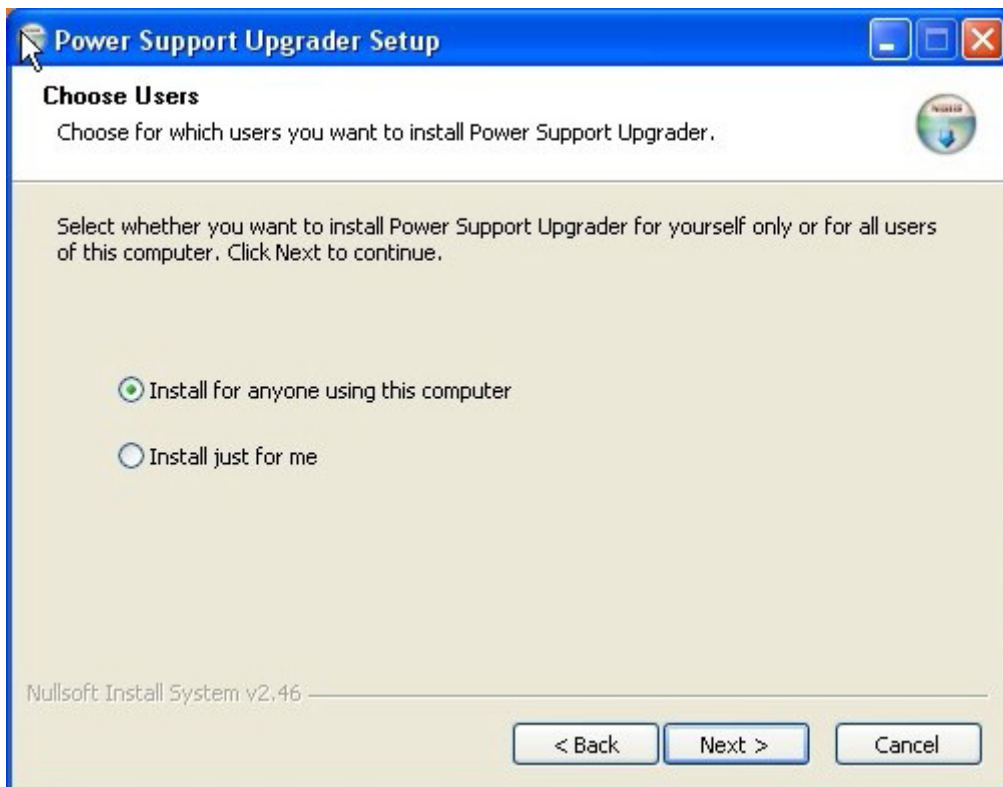 Power Support Upgrader Setup
Choose Users
Choose for which users you want to install Power Support Upgrader.
Select whether you want to install Power Support Upgrader for yourself only or for all users
of this computer. Click Next to continue.
Install for anyone using this computer
Install just for me
Nullsoft Install System v2.46
< Back
Next >
Cancel